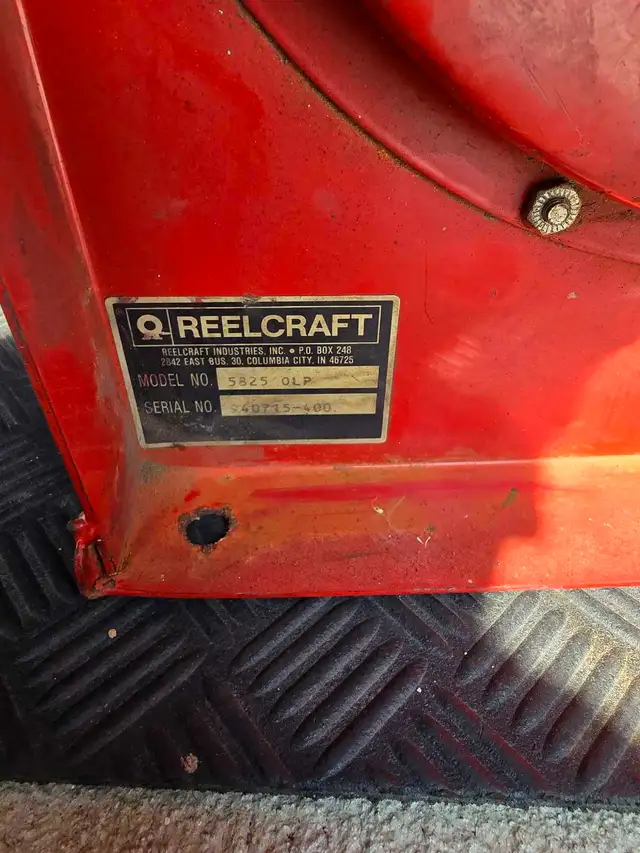 REELCRAFT
REELCRAFT INDUSTRIES, INC. • P.O. BOX 248
2842 EAST BUS. 30, COLUMBIA CITY, IN 46725
MODEL NO. 5825 OLP
SERIAL NO. 940715-400